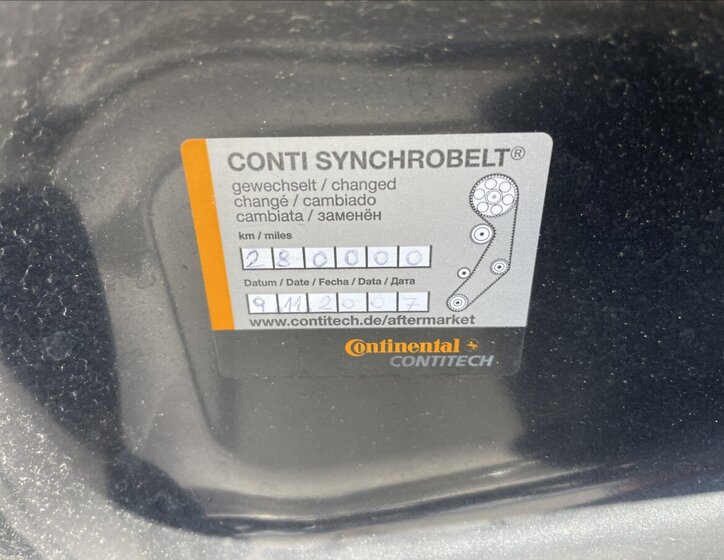 CONTI SYNCHROBELT®
gewechselt / changed
changé / cambiado
cambiata / заменён
km / miles
280000
Datum / Date / Fecha / Data / Дата
9 11 2007
www.contitech.de/aftermarket
Continental
CONTITECH